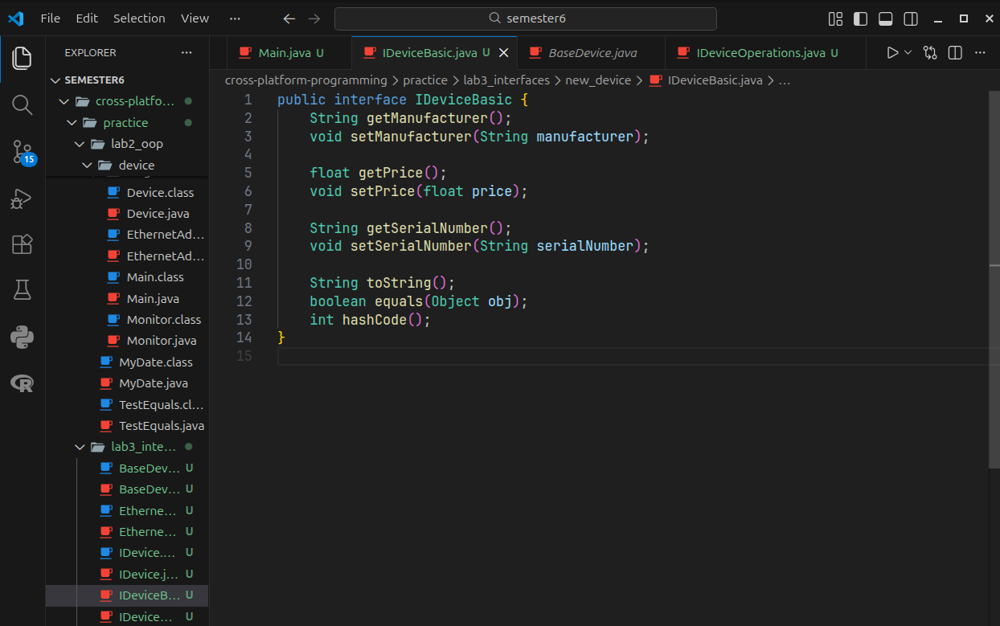 File Edit Selection View ... semester6
EXPLORER ...
SEMESTER6
cross-platfo...
practice
lab2_oop
device
Device.class
Device.java
EthernetAd...
EthernetAd...
Main.class
Main.java
Monitor.class
Monitor.java
MyDate.class
MyDate.java
TestEquals.cl...
TestEquals.java
lab3_inte...
BaseDev... U
BaseDev... U
Etherne... U
Etherne... U
IDevice.... U
IDevice.j... U
IDeviceB... U
IDevice... U
15
Main.java U IDeviceBasic.java U BaseDevice.java IDeviceOperations.java U ...
cross-platform-programming > practice > lab3_interfaces > new_device > IDeviceBasic.java > ...
1 public interface IDeviceBasic {
2 String getManufacturer();
3 void setManufacturer(String manufacturer);
4
5 float getPrice();
6 void setPrice(float price);
7
8 String getSerialNumber();
9 void setSerialNumber(String serialNumber);
10
11 String toString();
12 boolean equals(Object obj);
13 int hashCode();
14 }
15